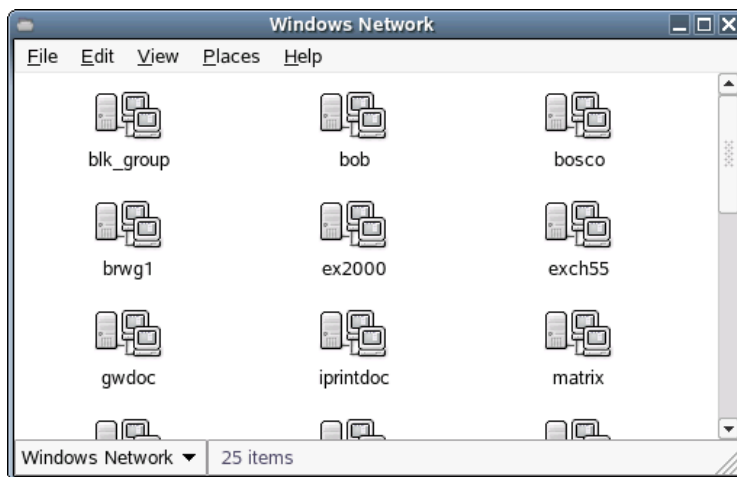 Windows Network
File Edit View Places Help
blk_group bob bosco
brwg1 ex2000 exch55
gwdoc iprintdoc matrix
Windows Network 25 items